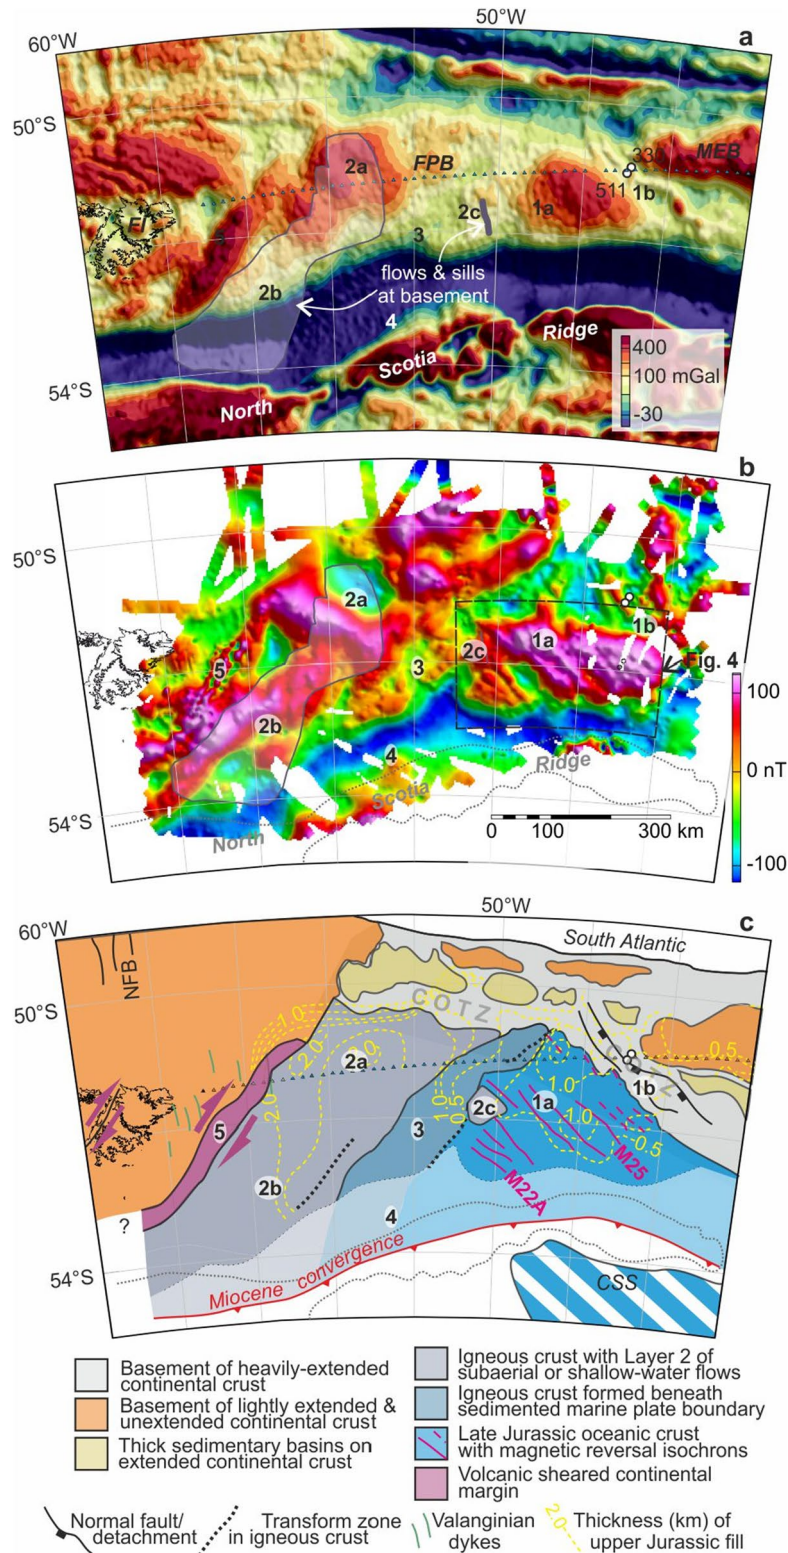 50°W
60°W
a
50°S
2a
FPB
330
MEB
511
1b
FI
2c
1a
3
flows & sills
at basement
2b
4
Ridge
Scotia
400
100 mGal
-30
54°S
North
b
50°S
2a
1b
1a
2c
5
3
Fig. 4
100
2b
4
0 nT
Ridge
Scotia
54°S
0 100 300 km
North
-100
50°W
60°W
c
South Atlantic
NFB
50°S
COTZ
1.0
2.0
3.0
2a
COTZ
0.5
1b
1.0
2.0
1.0
0.5
2c
1a
1.0
5
3
0.5
M25
2b
M22A
?
4
54°S
Miocene convergence
CSS
Basement of heavily-extended
continental crust
Basement of lightly extended &
unextended continental crust
Thick sedimentary basins on
extended continental crust
Igneous crust with Layer 2 of
subaerial or shallow-water flows
Igneous crust formed beneath
sedimented marine plate boundary
Late Jurassic oceanic crust
with magnetic reversal isochrons
Volcanic sheared continental
margin
Normal fault/
detachment
Transform zone
in igneous crust
Valanginian
dykes
2.0
Thickness (km) of
upper Jurassic fill